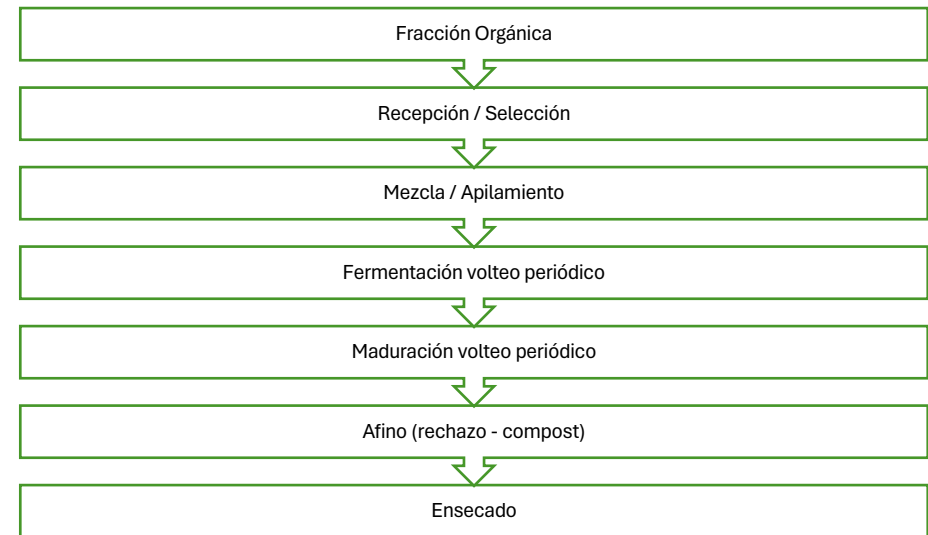 Fracción Orgánica
Recepción / Selección
Mezcla / Apilamiento
Fermentación volteo periódico
Maduración volteo periódico
Afino (rechazo - compost)
Ensecado